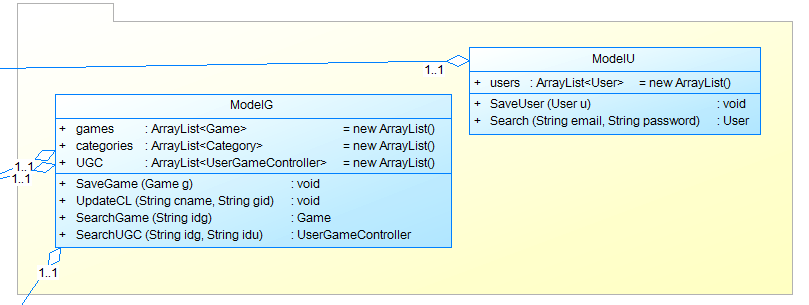 1..1
ModelU
+ users : ArrayList<User> = new ArrayList()
+ SaveUser (User u) : void
+ Search (String email, String password) : User
ModelG
+ games : ArrayList<Game> = new ArrayList()
+ categories : ArrayList<Category> = new ArrayList()
+ UGC : ArrayList<UserGameController> = new ArrayList()
+ SaveGame (Game g) : void
+ UpdateCL (String cname, String gid) : void
+ SearchGame (String idg) : Game
+ SearchUGC (String idg, String idu) : UserGameController
1..1
1..1
1..1